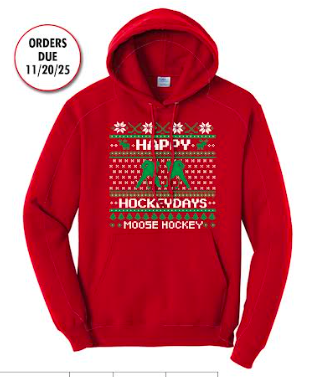 ORDERS
DUE
11/20/25
HAPPY
HOCKEYDAYS
MOOSE HOCKEY